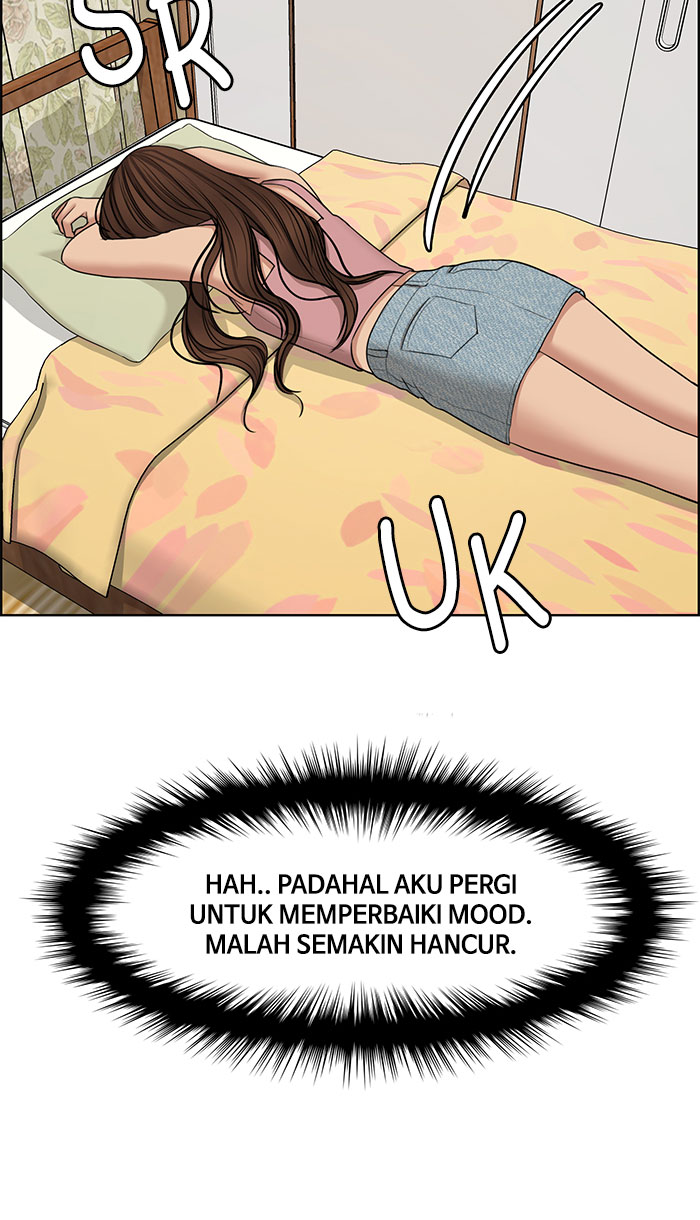 SR
UK
HAH.. PADAHAL AKU PERGI
UNTUK MEMPERBAIKI MOOD.
MALAH SEMAKIN HANCUR.